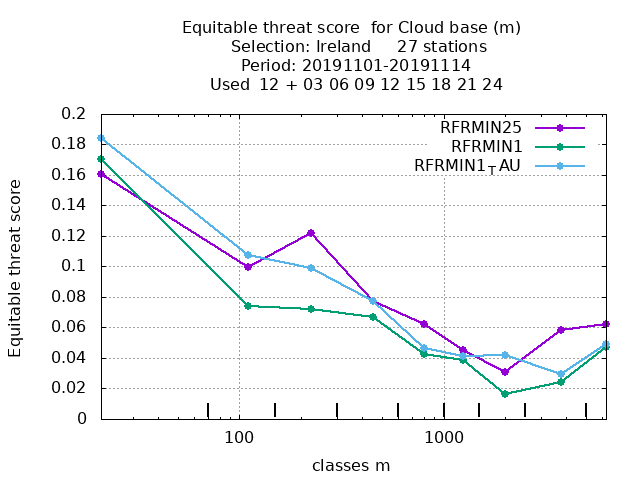 Equitable threat score  for Cloud base (m)
Selection: Ireland     27 stations
Period: 20191101-20191114
Used  12 + 03 06 09 12 15 18 21 24
RFRMIN25
RFRMIN1
RFRMIN1TAU
0.2
0.18
0.16
0.14
0.12
0.1
0.08
0.06
0.04
0.02
0
Equitable threat score
100
1000
classes m